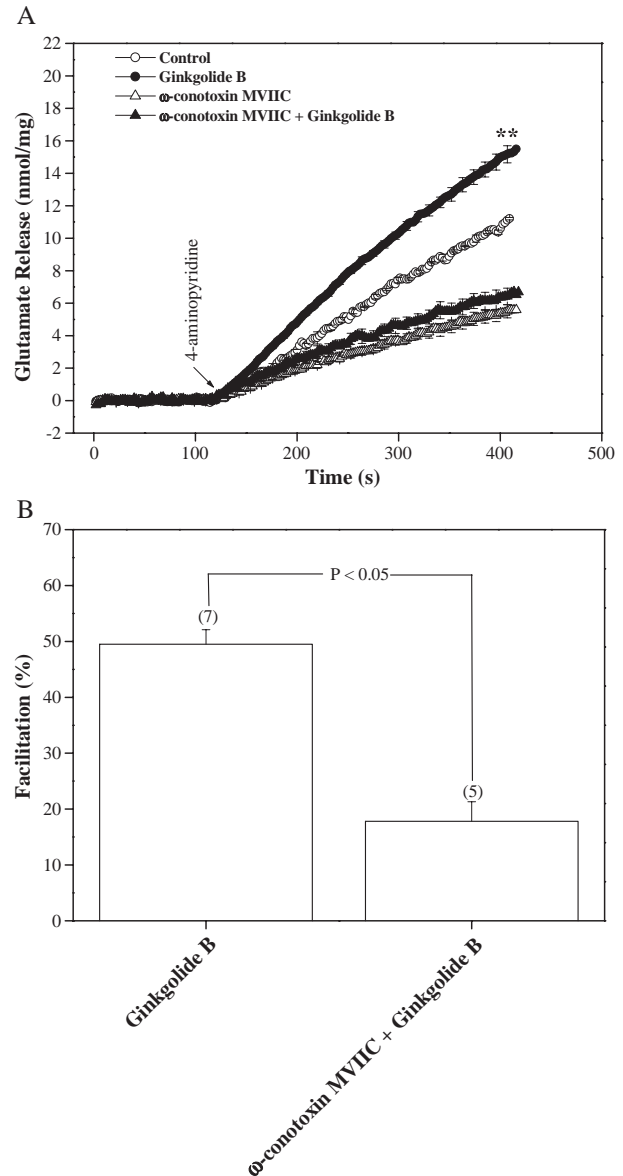 A
22
20
18
16
14
12
10
8
6
4
2
0
-2
Glutamate Release (nmol/mg)
Control
Ginkgolide B
ω-conotoxin MVIIC
ω-conotoxin MVIIC + Ginkgolide B
**
4-aminopyridine
0 100 200 300 400 500
Time (s)
B
70
60
50
40
30
20
10
0
Facilitation (%)
P < 0.05
(7)
(5)
Ginkgolide B
ω-conotoxin MVIIC + Ginkgolide B